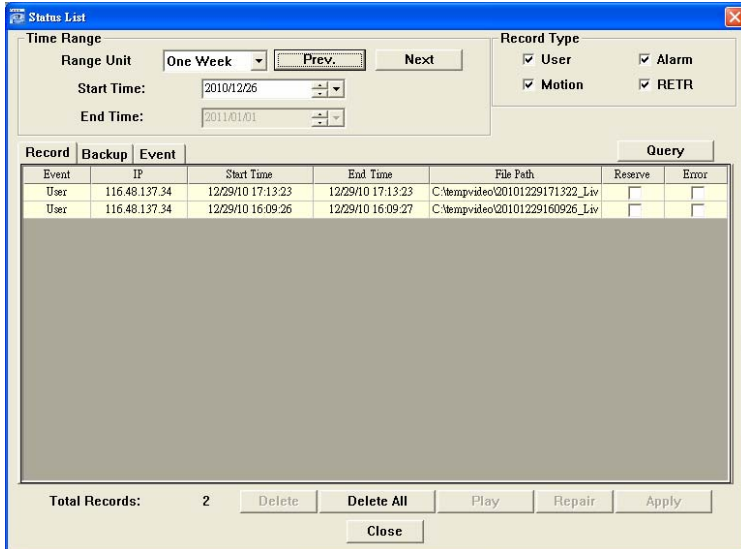 Status List
Time Range
Record Type
Range Unit One Week Prev. Next
User Alarm
Start Time: 2010/12/26
Motion RETR
End Time: 2011/01/01
Record Backup Event Query
Event IP Start Time End Time File Path Reserve Error
User 116.48.137.34 12/29/10 17:13:23 12/29/10 17:13:23 C:\tempvideo\20101229171322_Liv
User 116.48.137.34 12/29/10 16:09:26 12/29/10 16:09:27 C:\tempvideo\20101229160926_Liv
Total Records: 2 Delete Delete All Play Repair Apply
Close